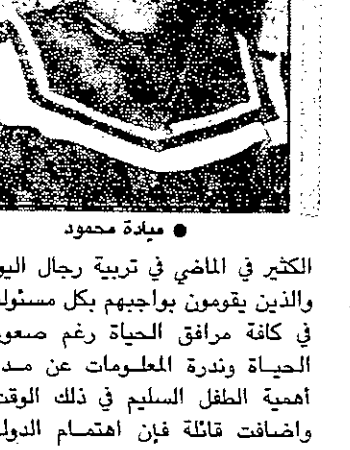 ● ميادة محمود
الكثير في الماضي في تربية رجال اليو
والذين يقومون بواجبهم بكل مسئول
في كافة مرافق الحياة رغم صعو
الحياة وندرة المعلومات عن مد
أهمية الطفل السليم في ذلك الوقت
واضافت قائلة فإن اهتمام الدول